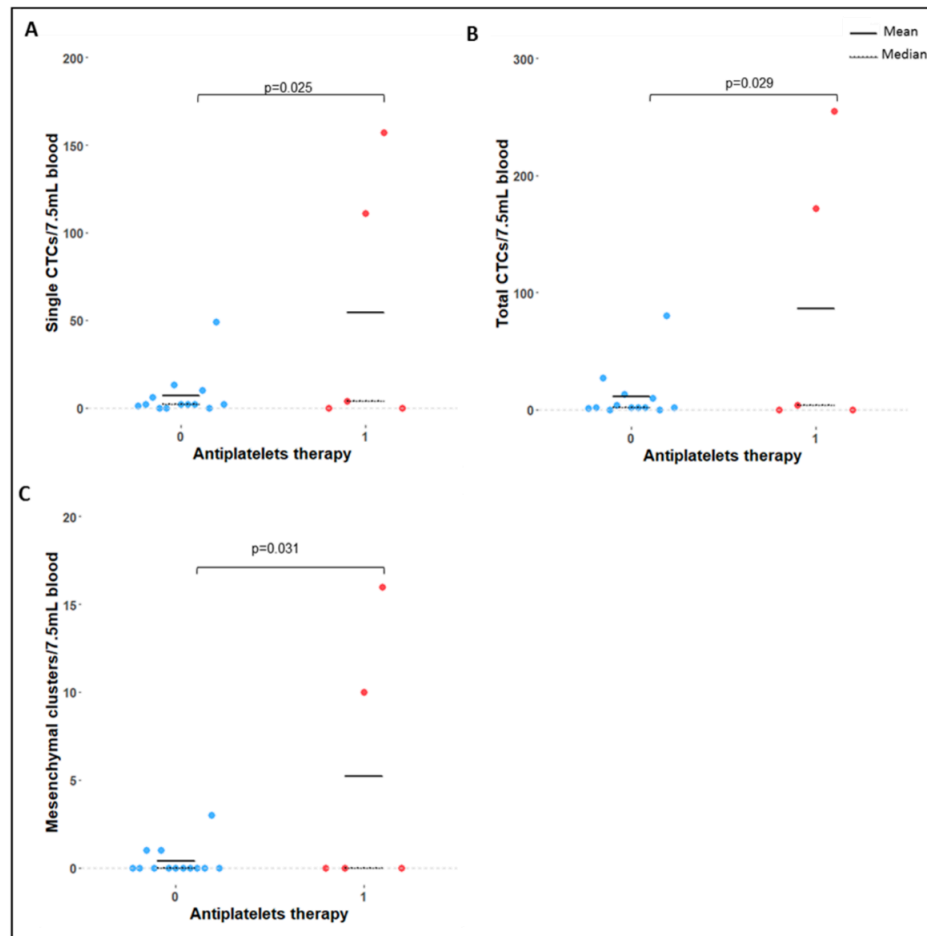 A
200
150
100
50
0
Single CTCs/7.5mL blood
p=0.025
0 1
Antiplatelets therapy
B
Mean
Median
300
200
100
0
Total CTCs/7.5mL blood
p=0.029
0 1
Antiplatelets therapy
C
20
15
10
5
0
Mesenchymal clusters/7.5mL blood
p=0.031
0 1
Antiplatelets therapy